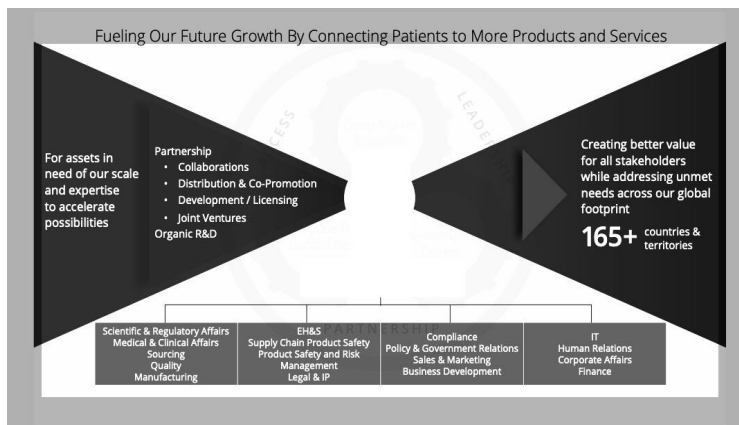 Fueling Our Future Growth By Connecting Patients to More Products and Services
For assets in
need of our scale
and expertise
to accelerate
possibilities
Partnership
• Collaborations
• Distribution & Co-Promotion
• Development / Licensing
• Joint Ventures
Organic R&D
CESS
LEADERSHIP
Creating better value
for all stakeholders
while addressing unmet
needs across our global
footprint
165+ countries &
territories
PARTNERSHIP
Scientific & Regulatory Affairs
Medical & Clinical Affairs
Sourcing
Quality
Manufacturing
EH&S
Supply Chain Product Safety
Product Safety and Risk
Management
Legal & IP
Compliance
Policy & Government Relations
Sales & Marketing
Business Development
IT
Human Relations
Corporate Affairs
Finance